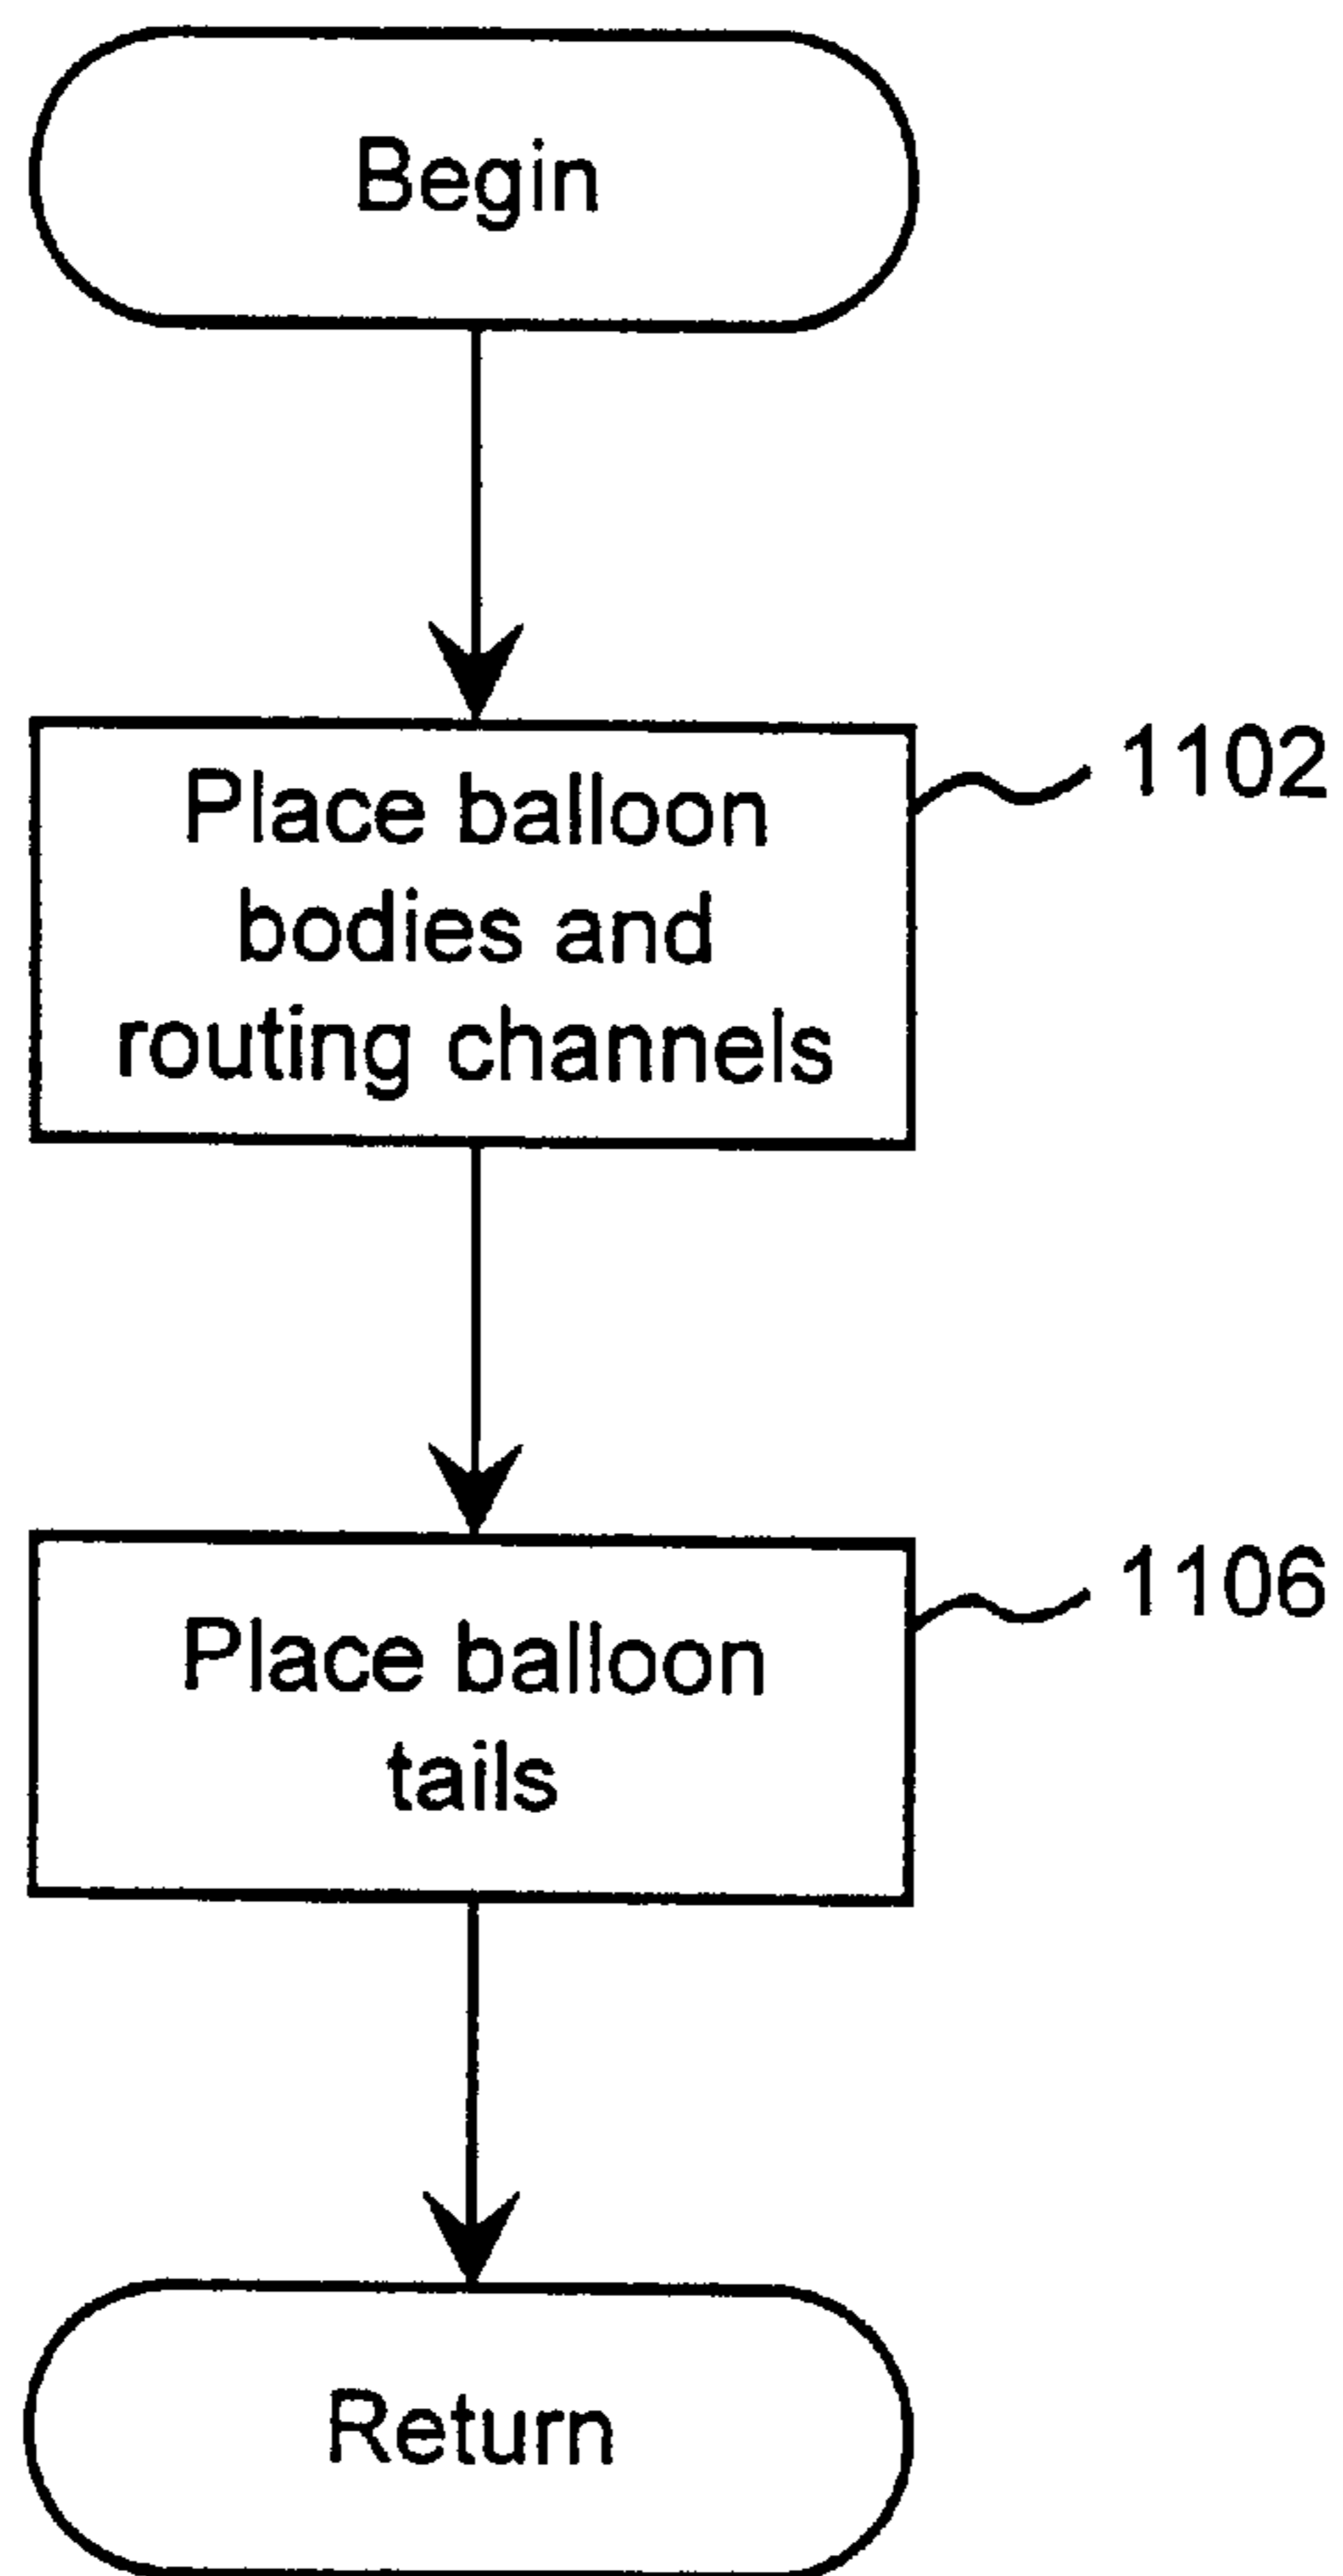 Begin
Place balloon
bodies and
routing channels
1102
Place balloon
tails
1106
Return